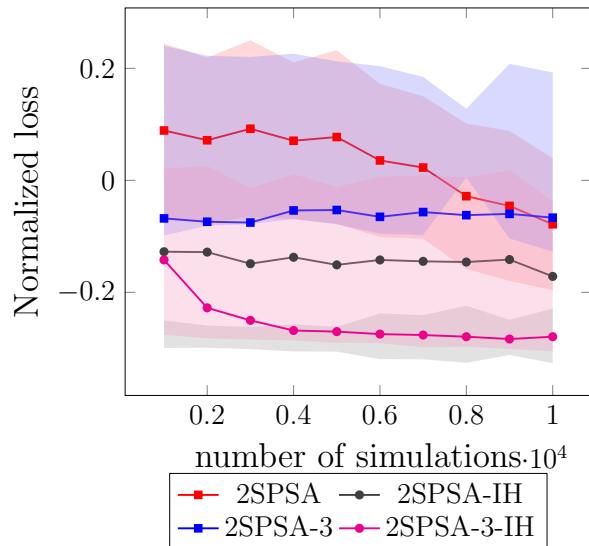 Normalized loss
0.2
0
−0.2
0.2 0.4 0.6 0.8 1
number of simulations ·10⁴
2SPSA 2SPSA-IH
2SPSA-3 2SPSA-3-IH